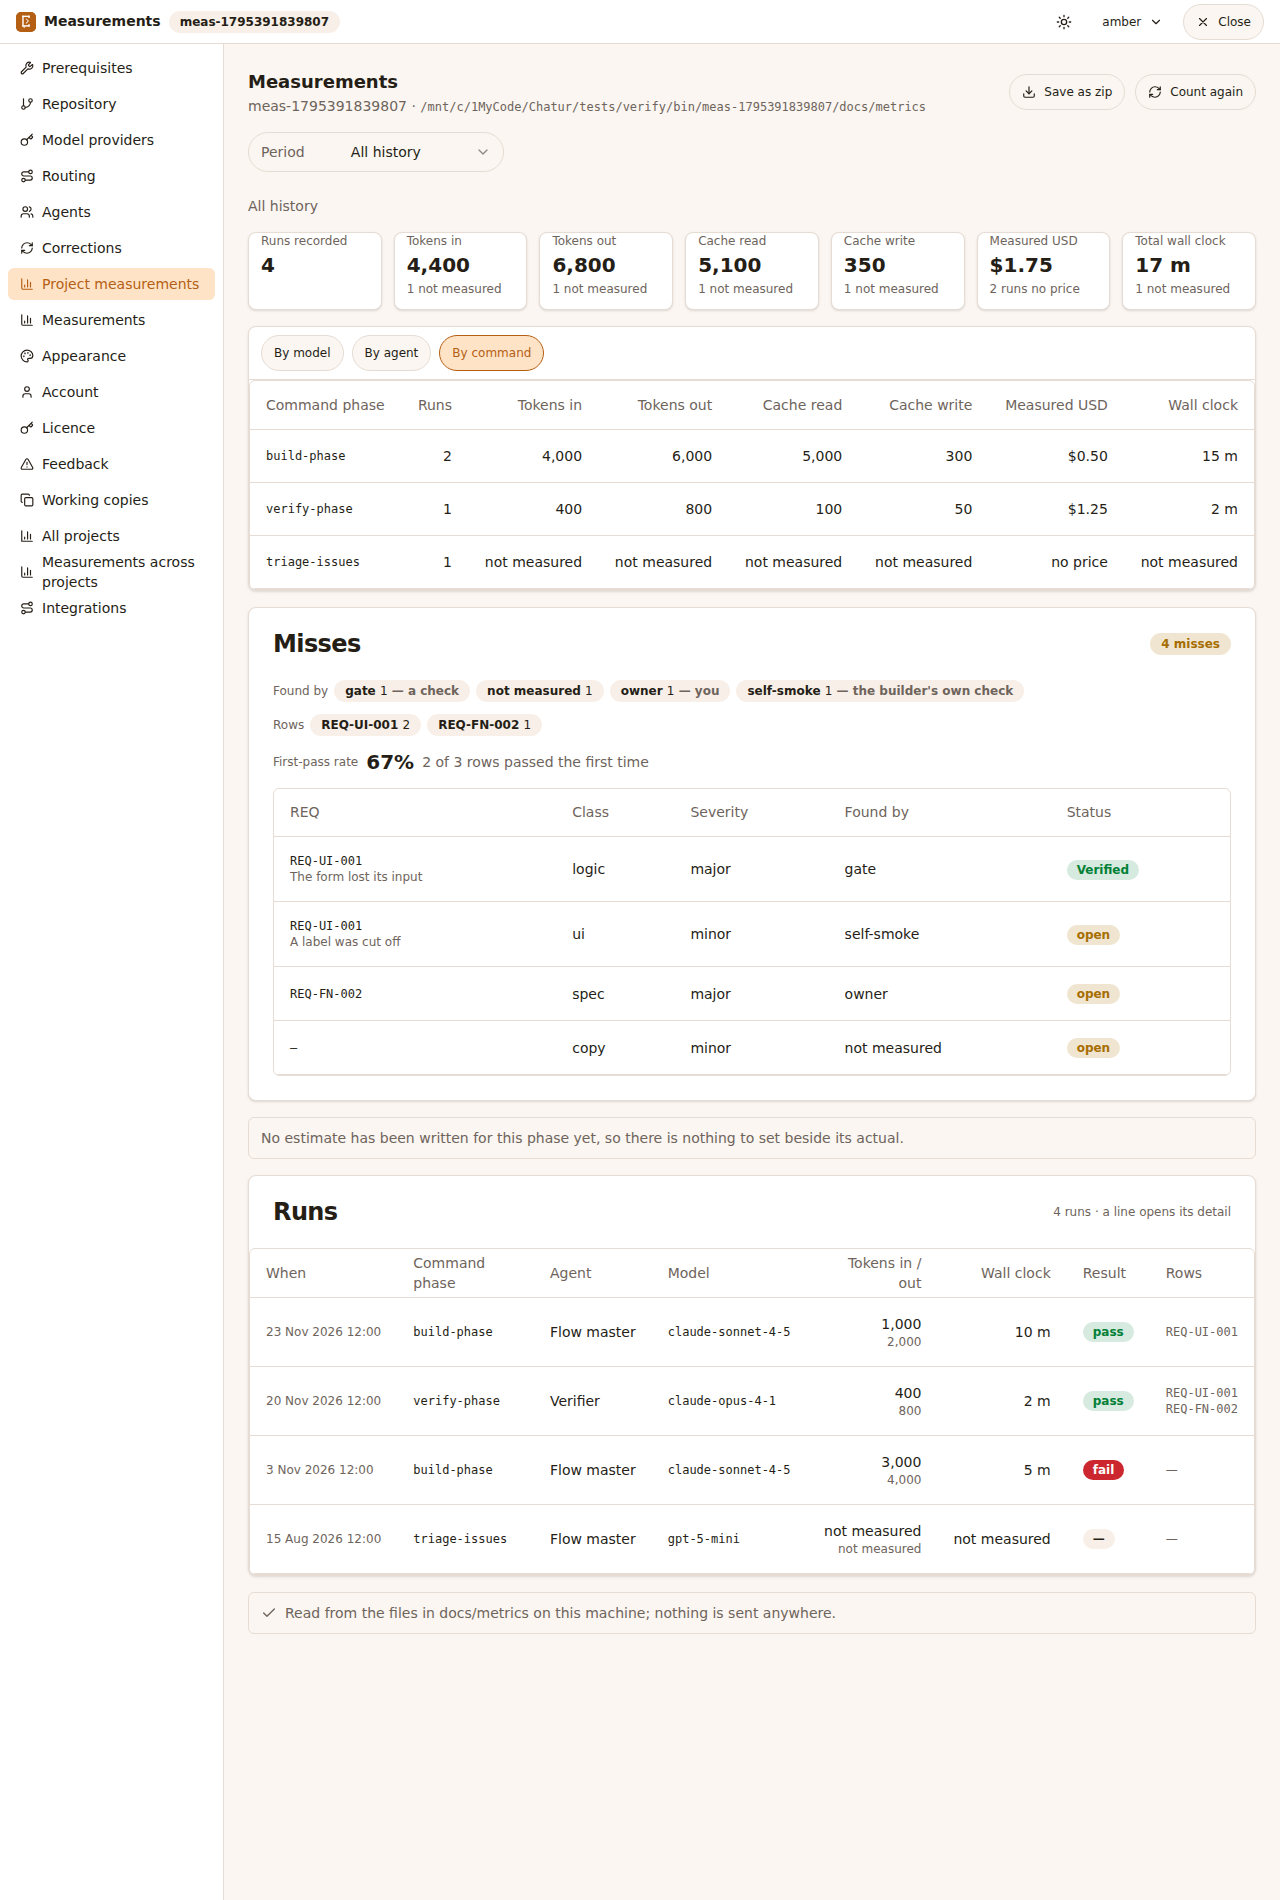 Measurements meas-1795391839807
amber
Close
Prerequisites
Repository
Model providers
Routing
Agents
Corrections
Project measurements
Measurements
Appearance
Account
Licence
Feedback
Working copies
All projects
Measurements across
projects
Integrations
Measurements
meas-1795391839807 · /mnt/c/1MyCode/Chatur/tests/verify/bin/meas-1795391839807/docs/metrics
Save as zip
Count again
Period All history
All history
Runs recorded
4
Tokens in
4,400
1 not measured
Tokens out
6,800
1 not measured
Cache read
5,100
1 not measured
Cache write
350
1 not measured
Measured USD
$1.75
2 runs no price
Total wall clock
17 m
1 not measured
By model By agent By command
Command phase Runs Tokens in Tokens out Cache read Cache write Measured USD Wall clock
build-phase 2 4,000 6,000 5,000 300 $0.50 15 m
verify-phase 1 400 800 100 50 $1.25 2 m
triage-issues 1 not measured not measured not measured not measured no price not measured
Misses
4 misses
Found by gate 1 — a check not measured 1 owner 1 — you self-smoke 1 — the builder's own check
Rows REQ-UI-001 2 REQ-FN-002 1
First-pass rate 67% 2 of 3 rows passed the first time
REQ Class Severity Found by Status
REQ-UI-001
The form lost its input
logic major gate Verified
REQ-UI-001
A label was cut off
ui minor self-smoke open
REQ-FN-002 spec major owner open
— copy minor not measured open
No estimate has been written for this phase yet, so there is nothing to set beside its actual.
Runs
4 runs · a line opens its detail
When Command phase Agent Model Tokens in / out Wall clock Result Rows
23 Nov 2026 12:00 build-phase Flow master claude-sonnet-4-5 1,000 2,000 10 m pass REQ-UI-001
20 Nov 2026 12:00 verify-phase Verifier claude-opus-4-1 400 800 2 m pass REQ-UI-001 REQ-FN-002
3 Nov 2026 12:00 build-phase Flow master claude-sonnet-4-5 3,000 4,000 5 m fail —
15 Aug 2026 12:00 triage-issues Flow master gpt-5-mini not measured not measured not measured — —
Read from the files in docs/metrics on this machine; nothing is sent anywhere.